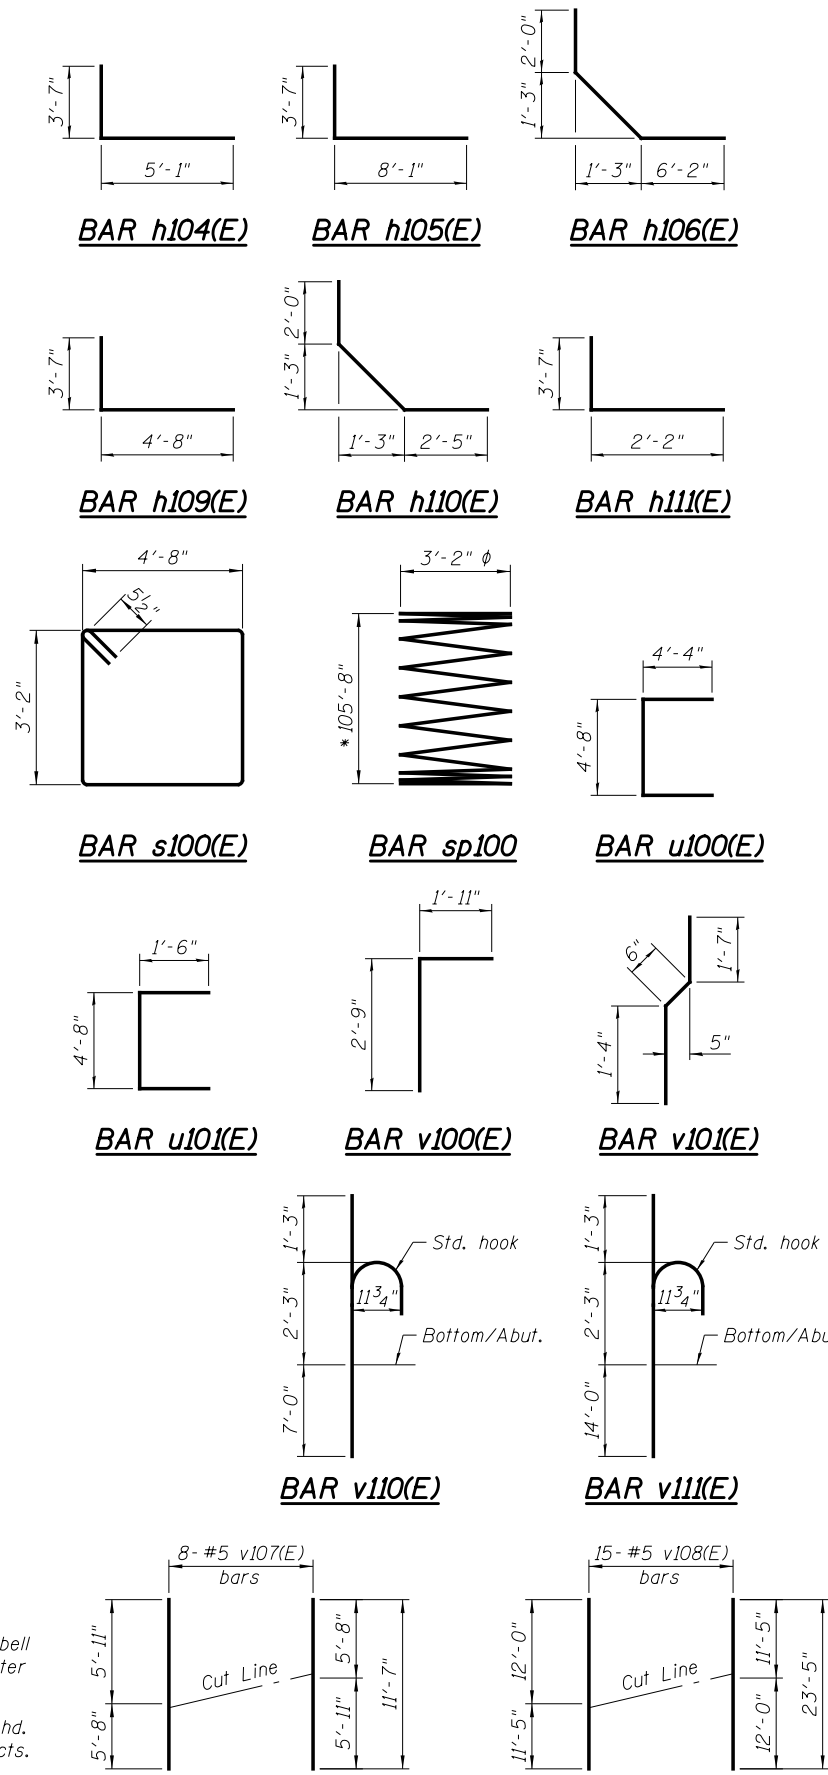 3'-7"
5'-1"
BAR h104(E)
3'-7"
8'-1"
BAR h105(E)
2'-0"
1'-3"
1'-3"
6'-2"
BAR h106(E)
3'-7"
4'-8"
BAR h109(E)
2'-0"
1'-3"
1'-3"
2'-5"
BAR h110(E)
3'-7"
2'-2"
BAR h111(E)
4'-8"
5½"
3'-2"
BAR s100(E)
3'-2" ϕ
* 105'-8"
BAR sp100
4'-4"
4'-8"
BAR u100(E)
1'-6"
4'-8"
BAR u101(E)
1'-11"
2'-9"
BAR v100(E)
6"
1'-7"
1'-4"
5"
BAR v101(E)
1'-3"
Std. hook
2'-3"
11¾"
Bottom/Abut.
7'-0"
BAR v110(E)
1'-3"
Std. hook
2'-3"
11¾"
14'-0"
BAR v111(E)
bell
hd.
8- #5 v107(E)
bars
5'-11"
5'-8"
Cut Line
5'-8"
5'-11"
11'-7"
15- #5 v108(E)
bars
12'-0"
11'-5"
Cut Line
11'-5"
12'-0"
23'-5"